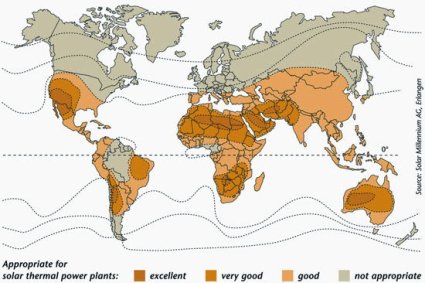 0°
Source: Solar Millennium AG, Erlangen
Appropriate for
solar thermal power plants: excellent very good good not appropriate